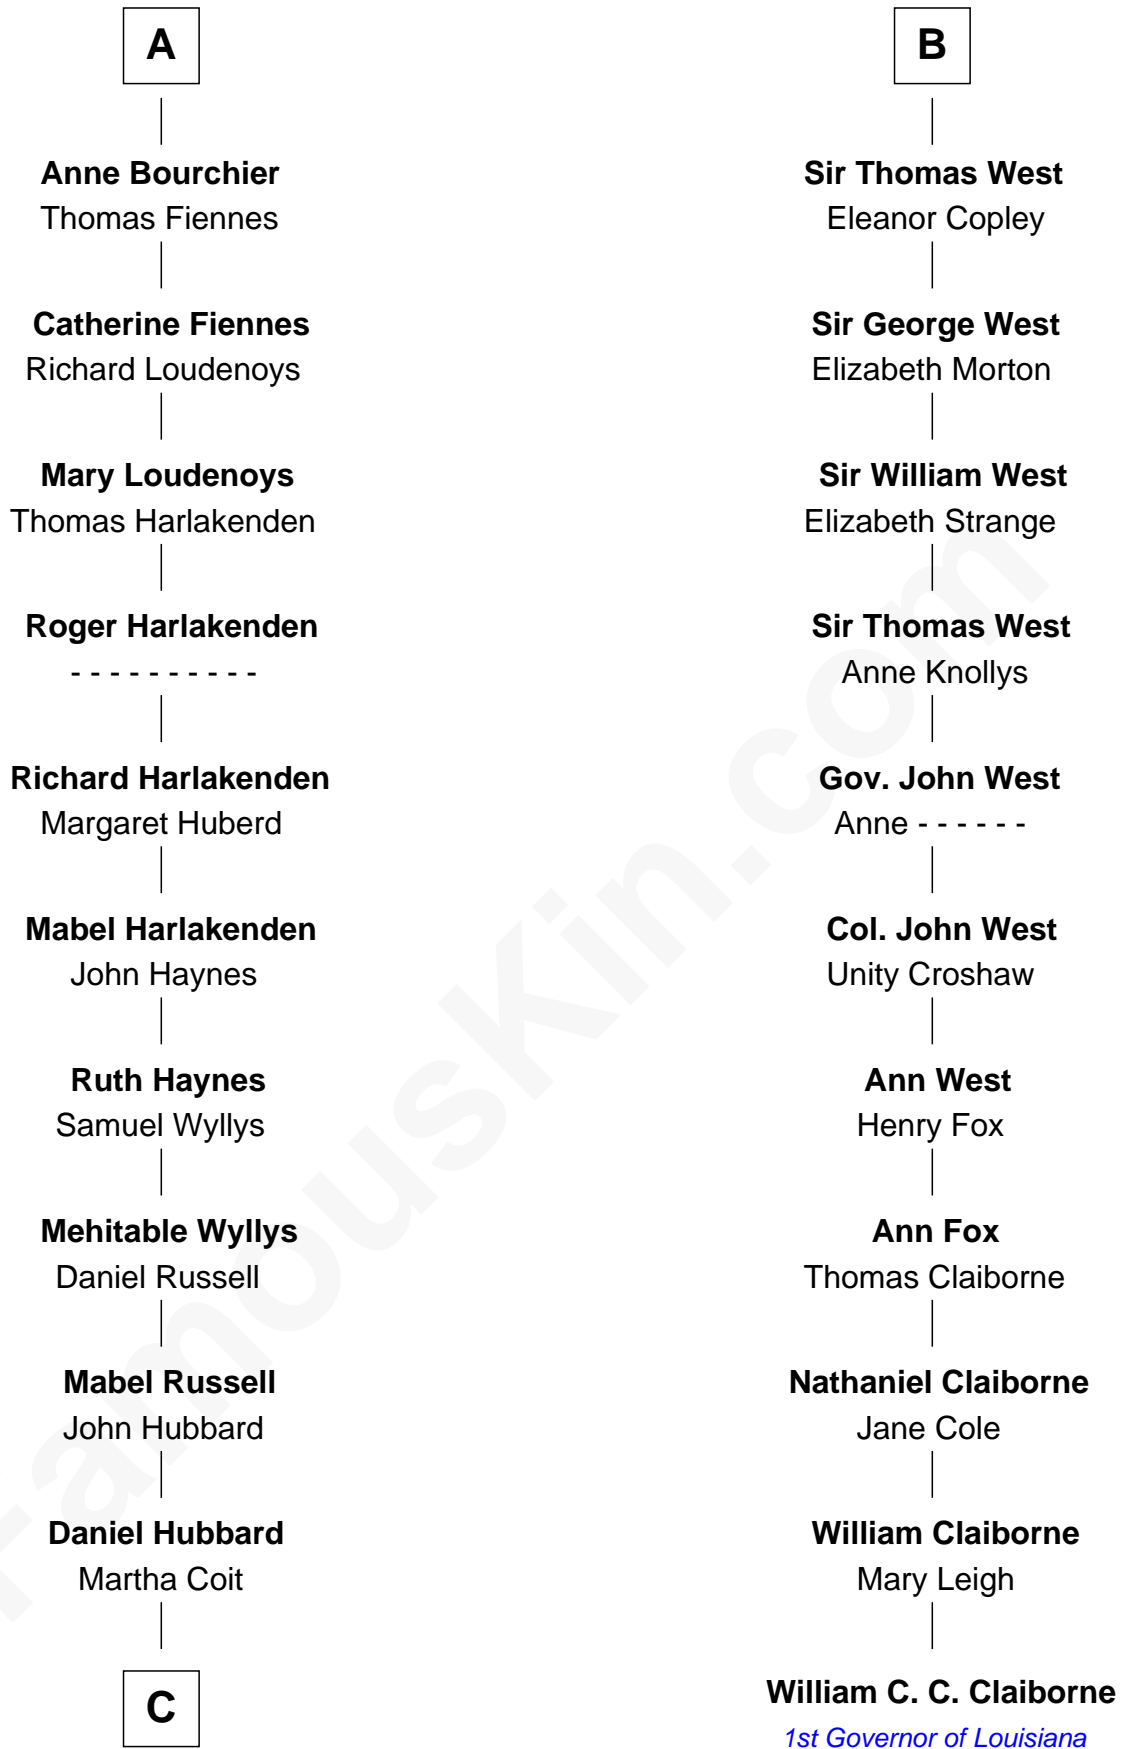 A
Anne Bourchier
Thomas Fiennes
Catherine Fiennes
Richard Loudenoys
Mary Loudenoys
Thomas Harlakenden
Roger Harlakenden
- - - - - - - - - -
Richard Harlakenden
Margaret Huberd
Mabel Harlakenden
John Haynes
Ruth Haynes
Samuel Wyllys
Mehitable Wyllys
Daniel Russell
Mabel Russell
John Hubbard
Daniel Hubbard
Martha Coit
C
B
Sir Thomas West
Eleanor Copley
Sir George West
Elizabeth Morton
Sir William West
Elizabeth Strange
Sir Thomas West
Anne Knollys
Gov. John West
Anne - - - - - -
Col. John West
Unity Croshaw
Ann West
Henry Fox
Ann Fox
Thomas Claiborne
Nathaniel Claiborne
Jane Cole
William Claiborne
Mary Leigh
William C. C. Claiborne
1st Governor of Louisiana
FamousKin.com